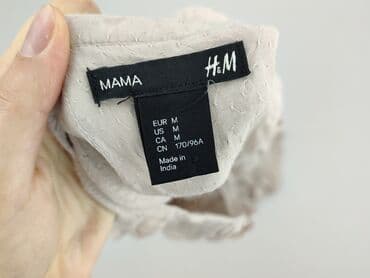 MAMA H&M
EUR M
US M
CA M
CN 170/96A
Made in
India